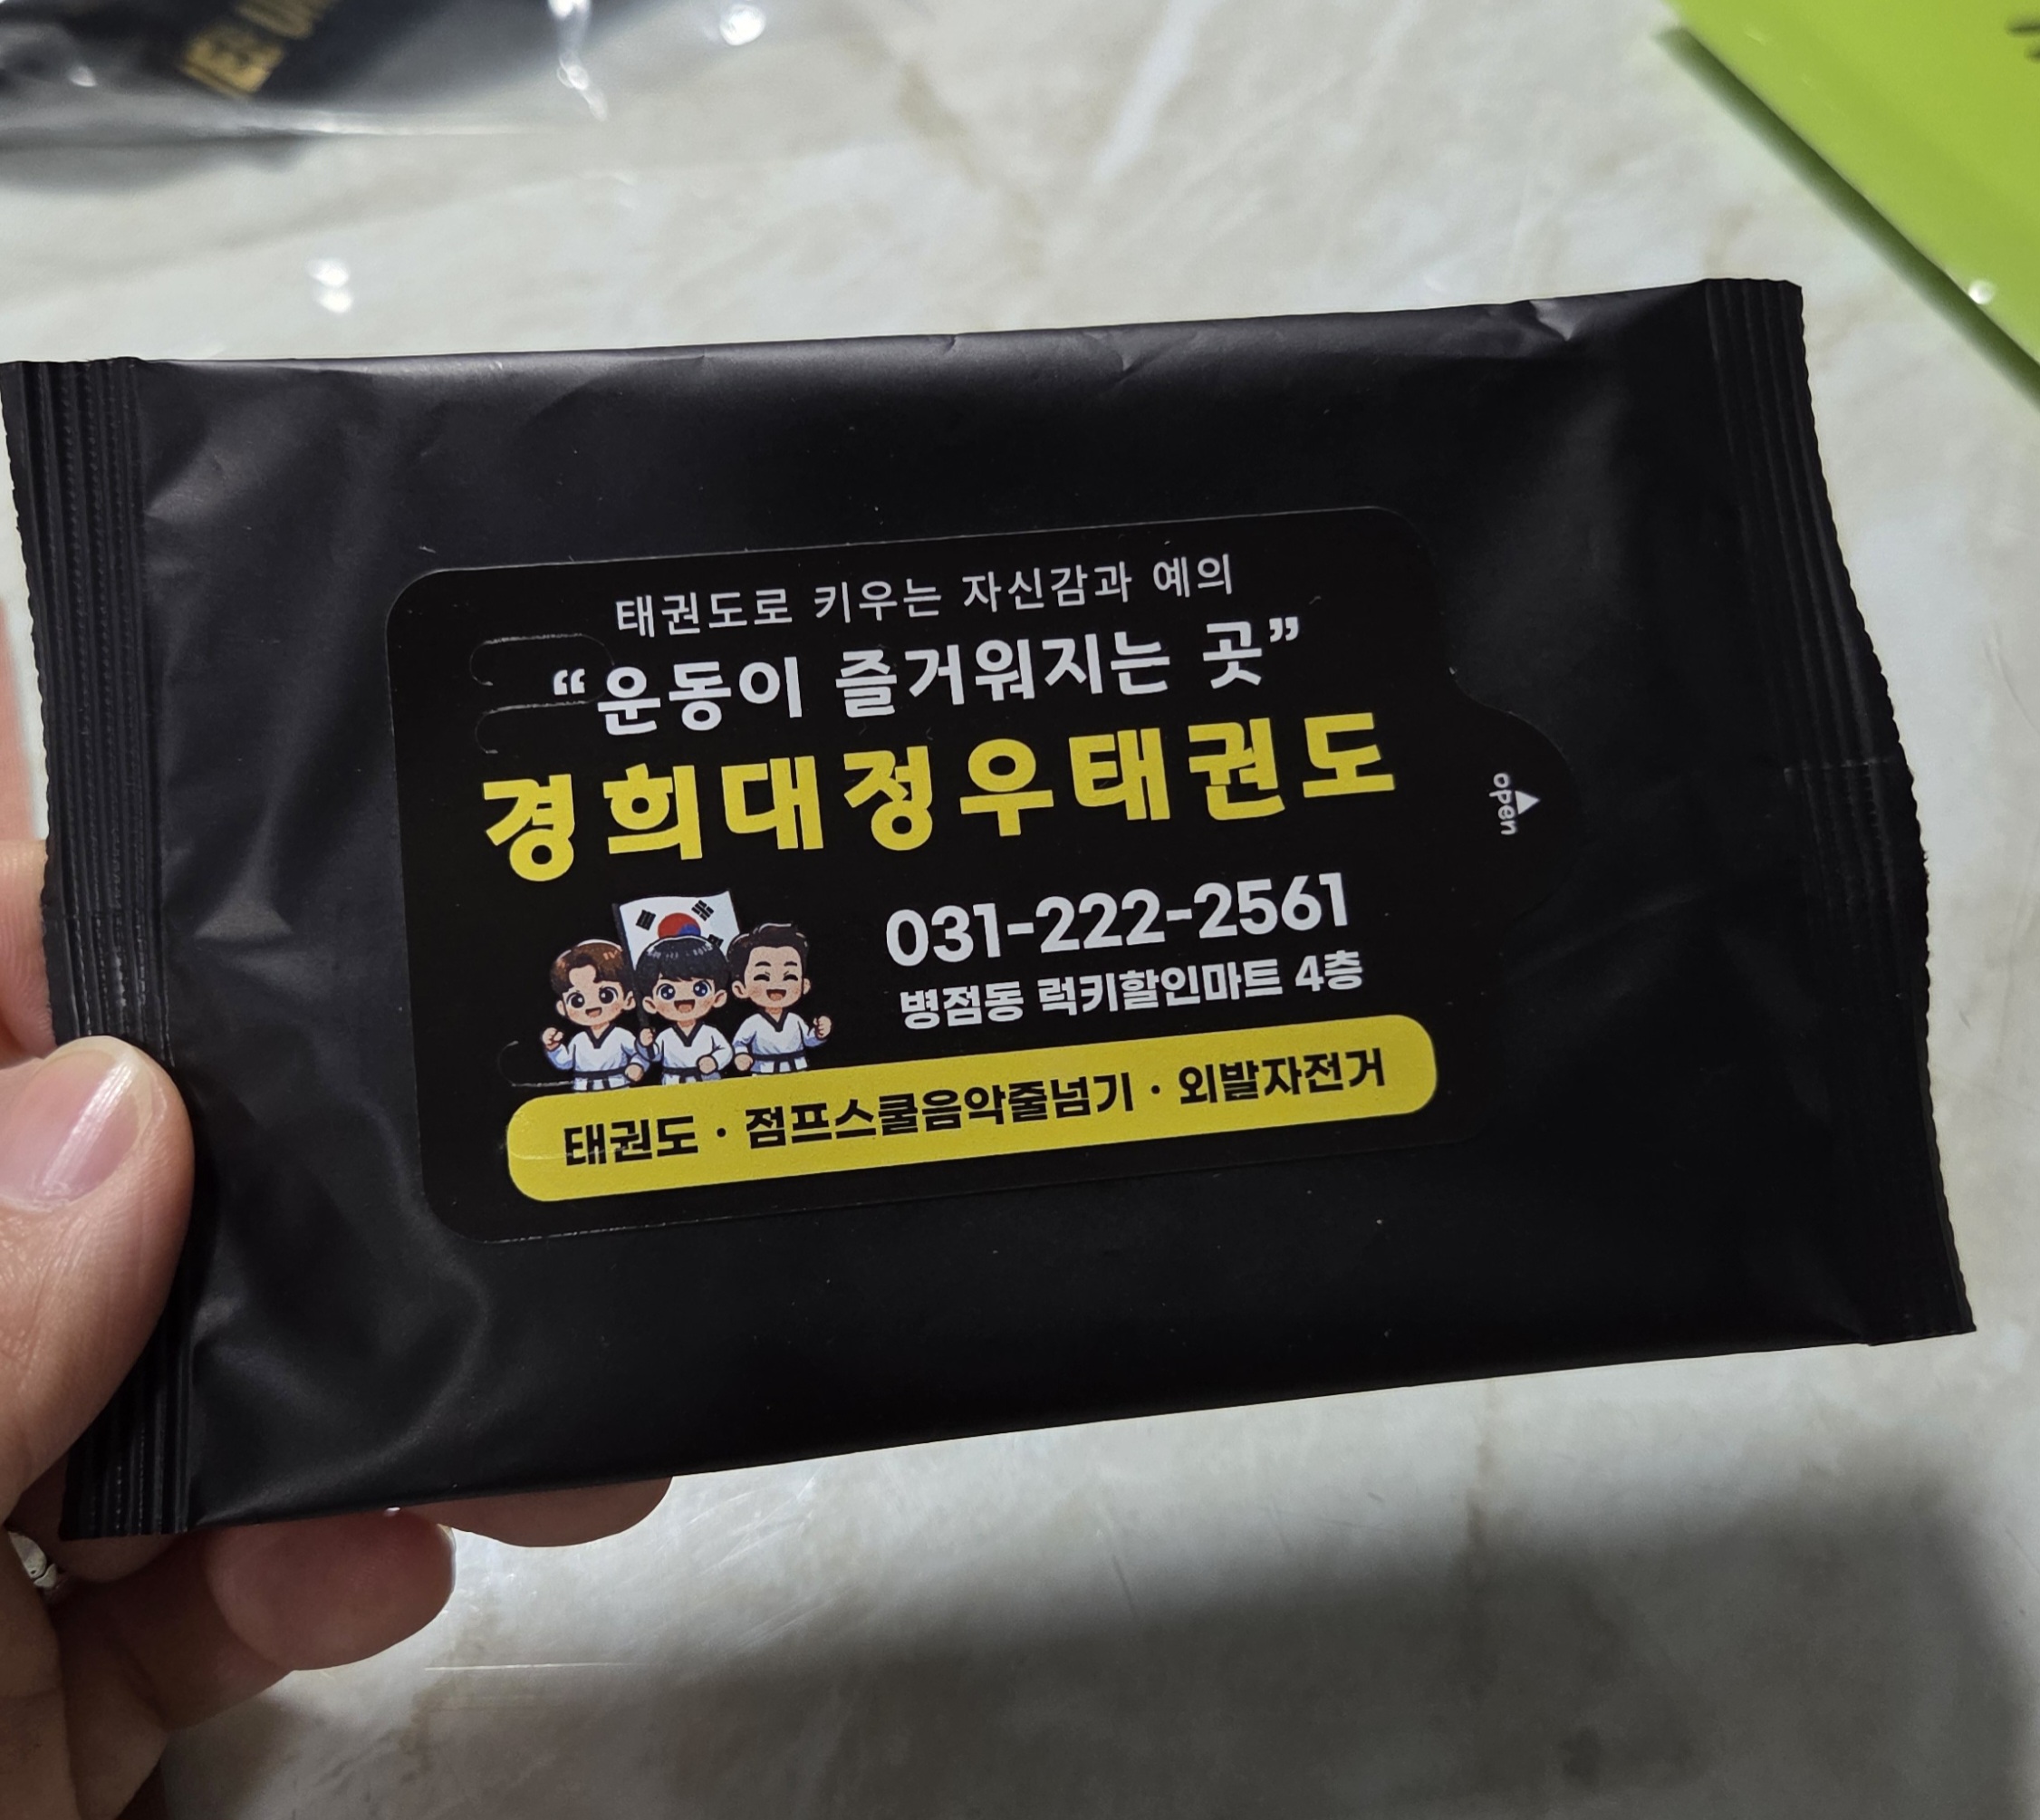 태권도로 키우는 자신감과 예의
“운동이 즐거워지는 곳”
경희대정우태권도
031-222-2561
병점동 럭키할인마트 4층
태권도 · 점프스쿨음악줄넘기 · 외발자전거
open